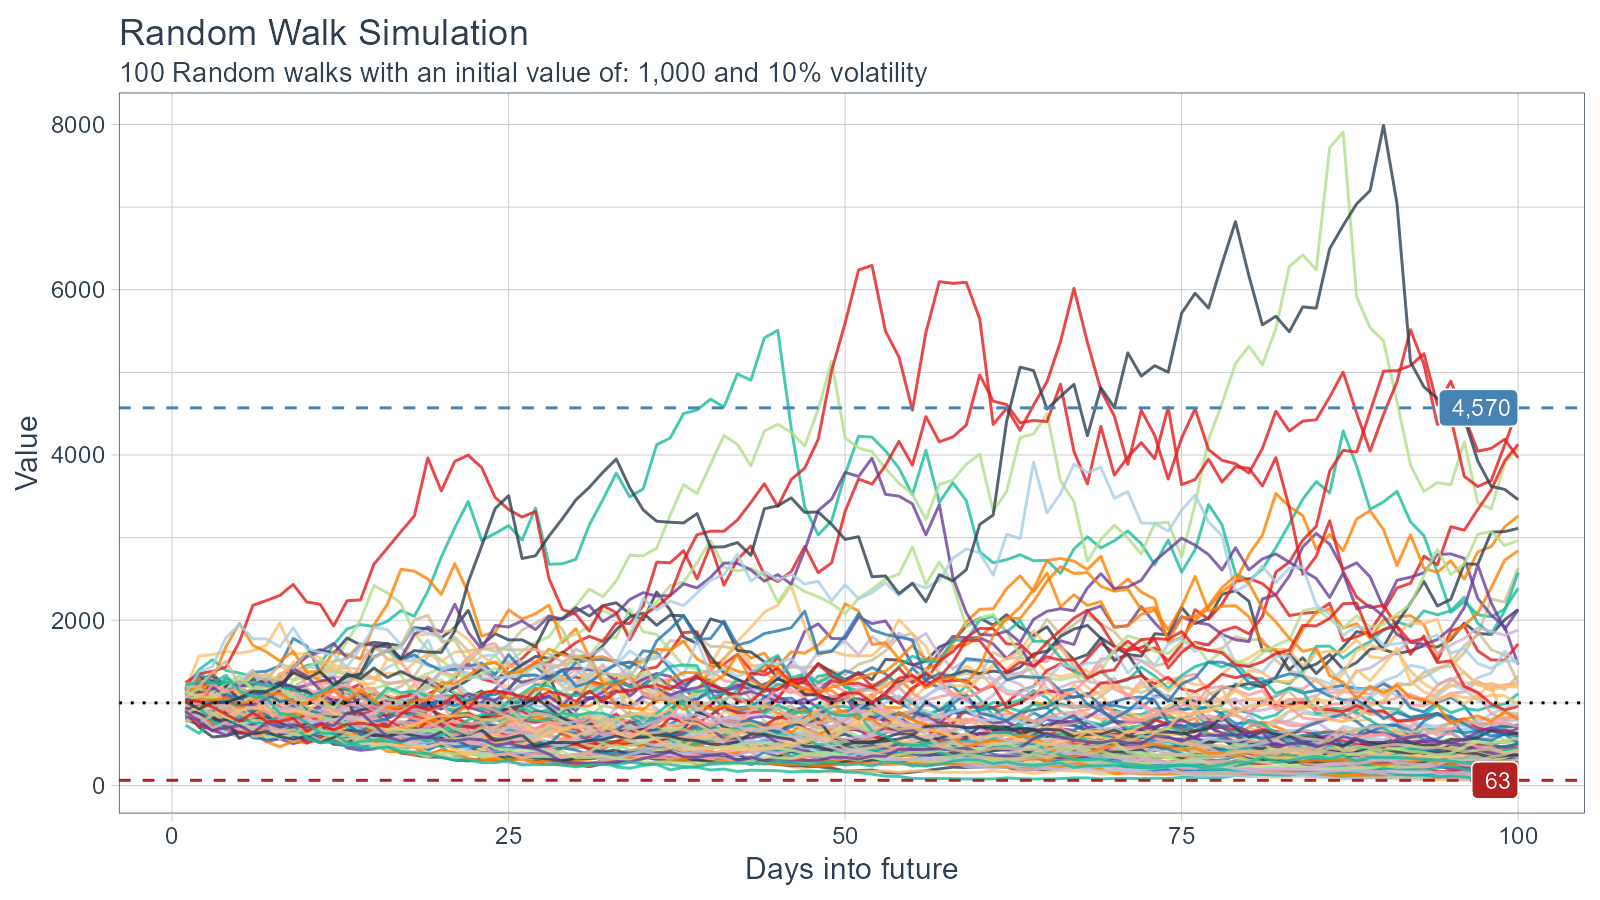 Random Walk Simulation
100 Random walks with an initial value of: 1,000 and 10% volatility
8000
6000
4000
2000
0
Value
4,570
63
0 25 50 75 100
Days into future